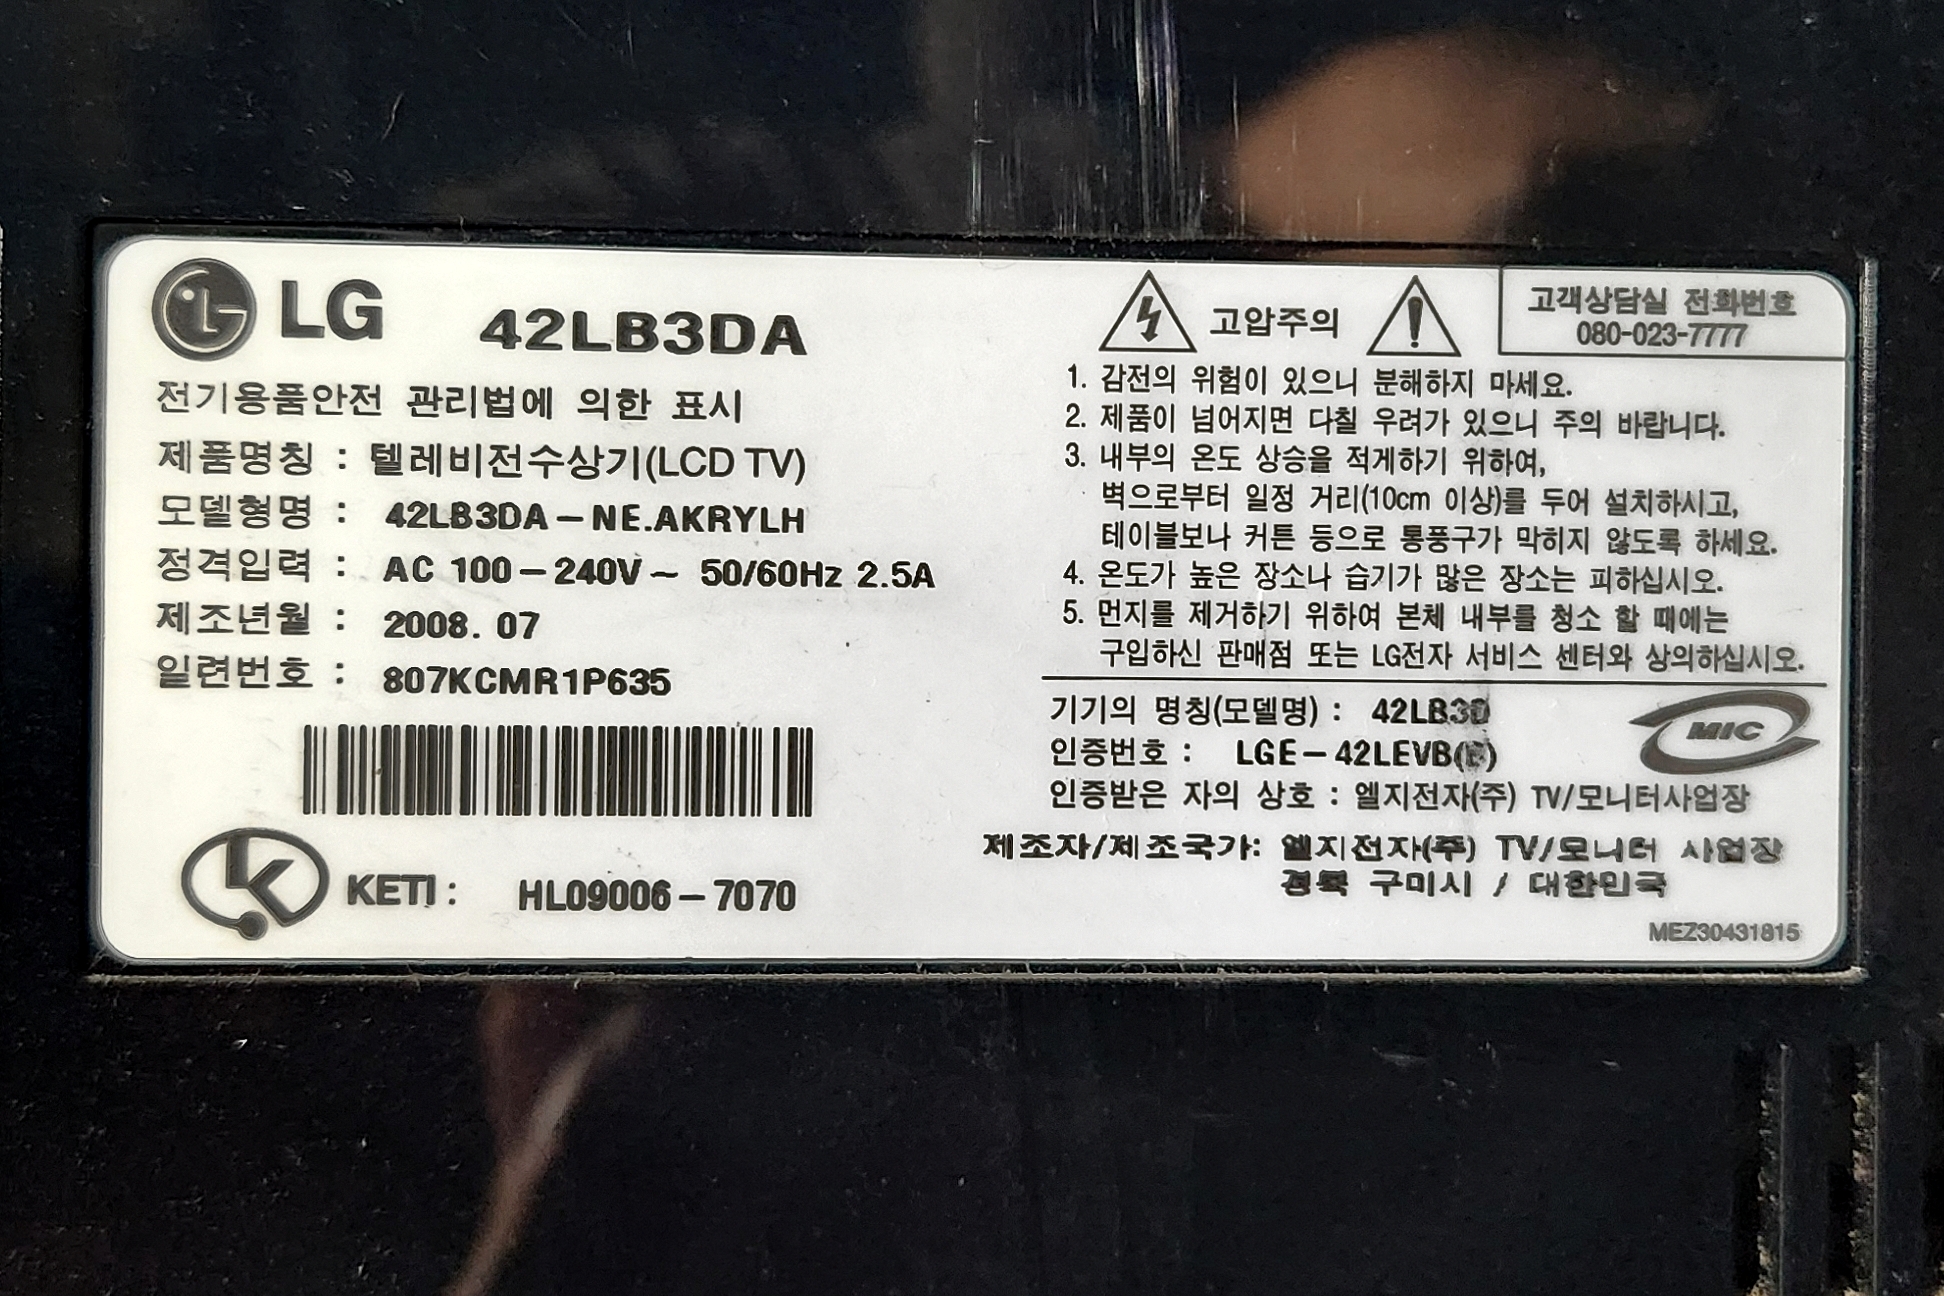 LG 42LB3DA
전기용품안전 관리법에 의한 표시
제품명칭 : 텔레비전수상기(LCD TV)
모델형명 : 42LB3DA-NE.AKRYLH
정격입력 : AC 100-240V~ 50/60Hz 2.5A
제조년월 : 2008. 07
일련번호 : 807KCMR1P635
KETI : HL09006-7070
고압주의
고객상담실 전화번호
080-023-7777
1. 감전의 위험이 있으니 분해하지 마세요.
2. 제품이 넘어지면 다칠 우려가 있으니 주의 바랍니다.
3. 내부의 온도 상승을 적게하기 위하여,
벽으로부터 일정 거리(10cm 이상)를 두어 설치하시고,
테이블보나 커튼 등으로 통풍구가 막히지 않도록 하세요.
4. 온도가 높은 장소나 습기가 많은 장소는 피하십시오.
5. 먼지를 제거하기 위하여 본체 내부를 청소 할 때에는
구입하신 판매점 또는 LG전자 서비스 센터와 상의하십시오.
기기의 명칭(모델명) : 42LB3D
인증번호 :
MIC
인증받은 자의 상호 : 엘지전자(주) TV/모니터사업장
제조자/제조국가: 엘지전자(주) TV/모니터 사업장
경북 구미시 / 대한민국
MEZ30431815